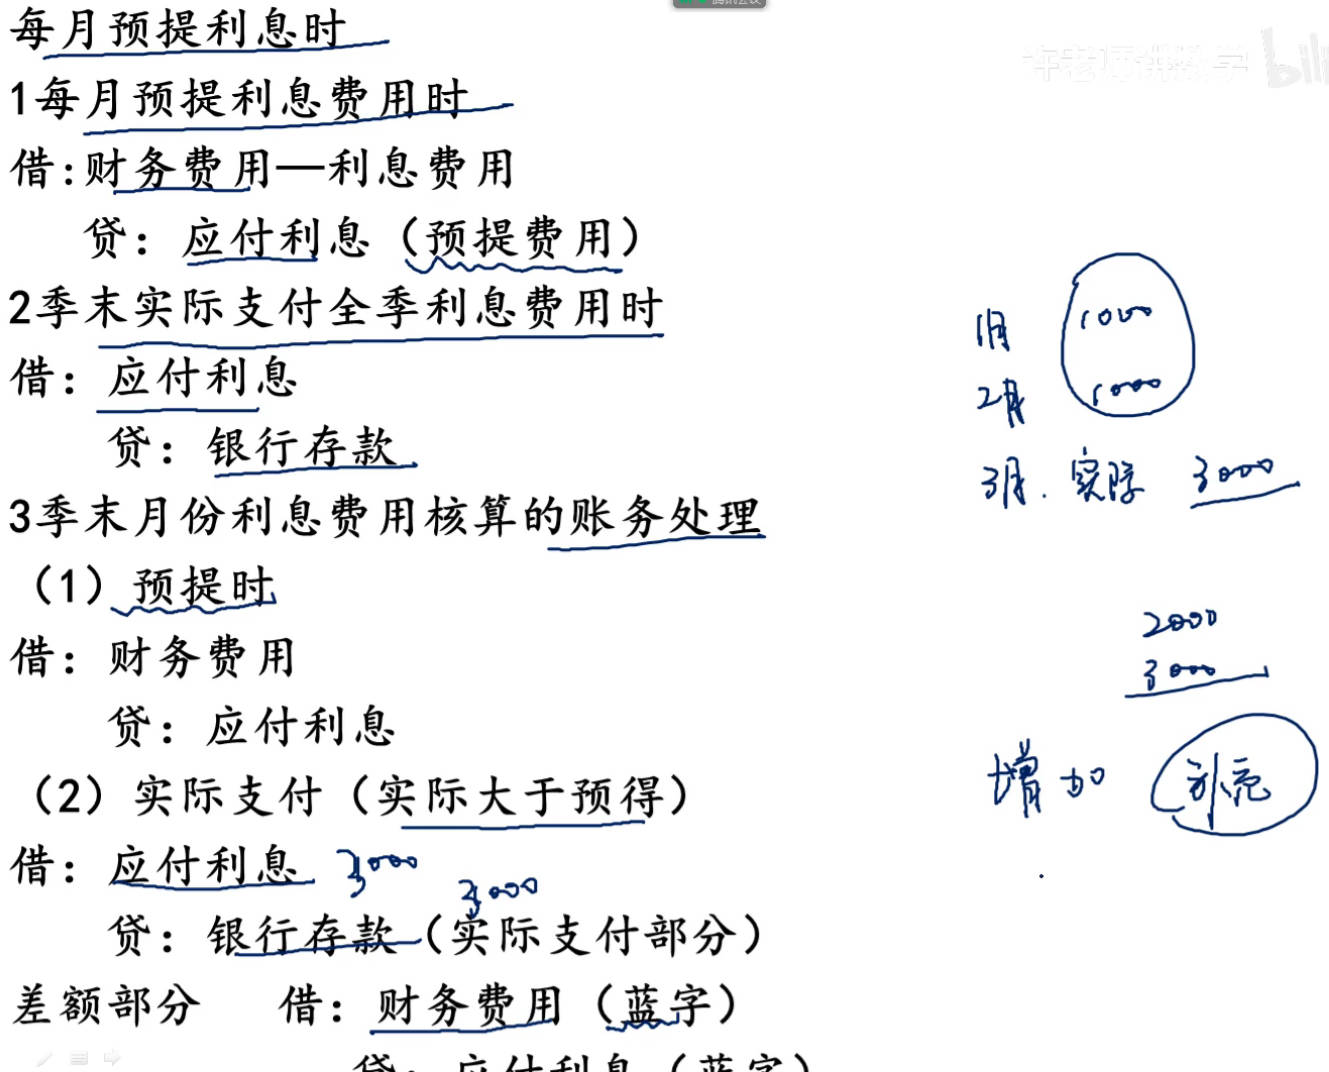 每月预提利息时
1每月预提利息费用时
借:财务费用—利息费用
贷：应付利息（预提费用）
2季末实际支付全季利息费用时
借：应付利息
贷：银行存款
3季末月份利息费用核算的账务处理
（1）预提时
借：财务费用
贷：应付利息
（2）实际支付（实际大于预得）
借：应付利息 3000
3000
贷：银行存款（实际支付部分）
差额部分 借：财务费用（蓝字）
贷：应付利息（蓝字）
许老师讲数学 bili
1月 1000
2月 1000
3月. 实际 3000
2000
3000
增加